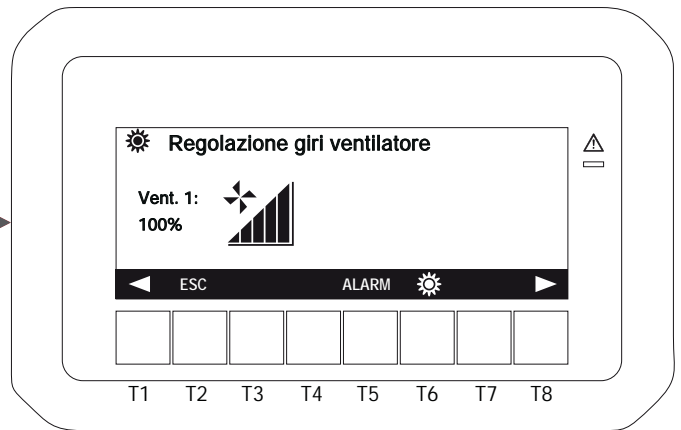 Regolazione giri ventilatore
Vent. 1:
100%
ESC ALARM
T1 T2 T3 T4 T5 T6 T7 T8